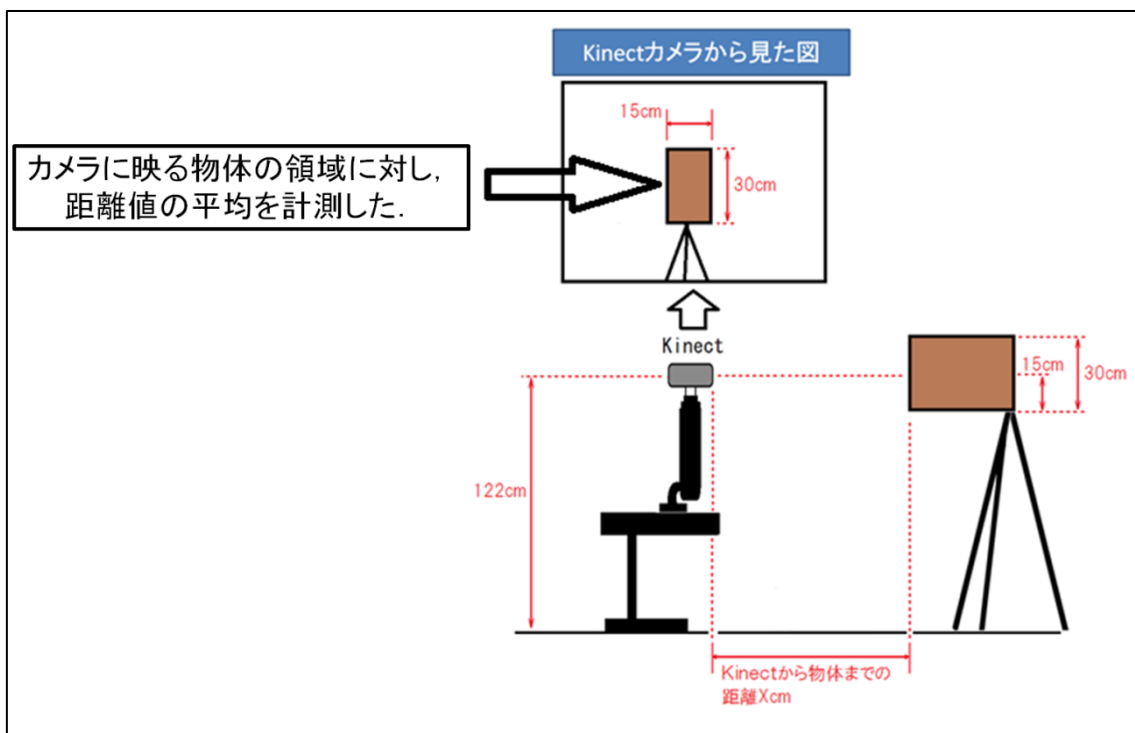 Kinectカメラから見た図
15cm
30cm
カメラに映る物体の領域に対し,
距離値の平均を計測した.
Kinect
15cm
30cm
122cm
Kinectから物体までの
距離Xcm